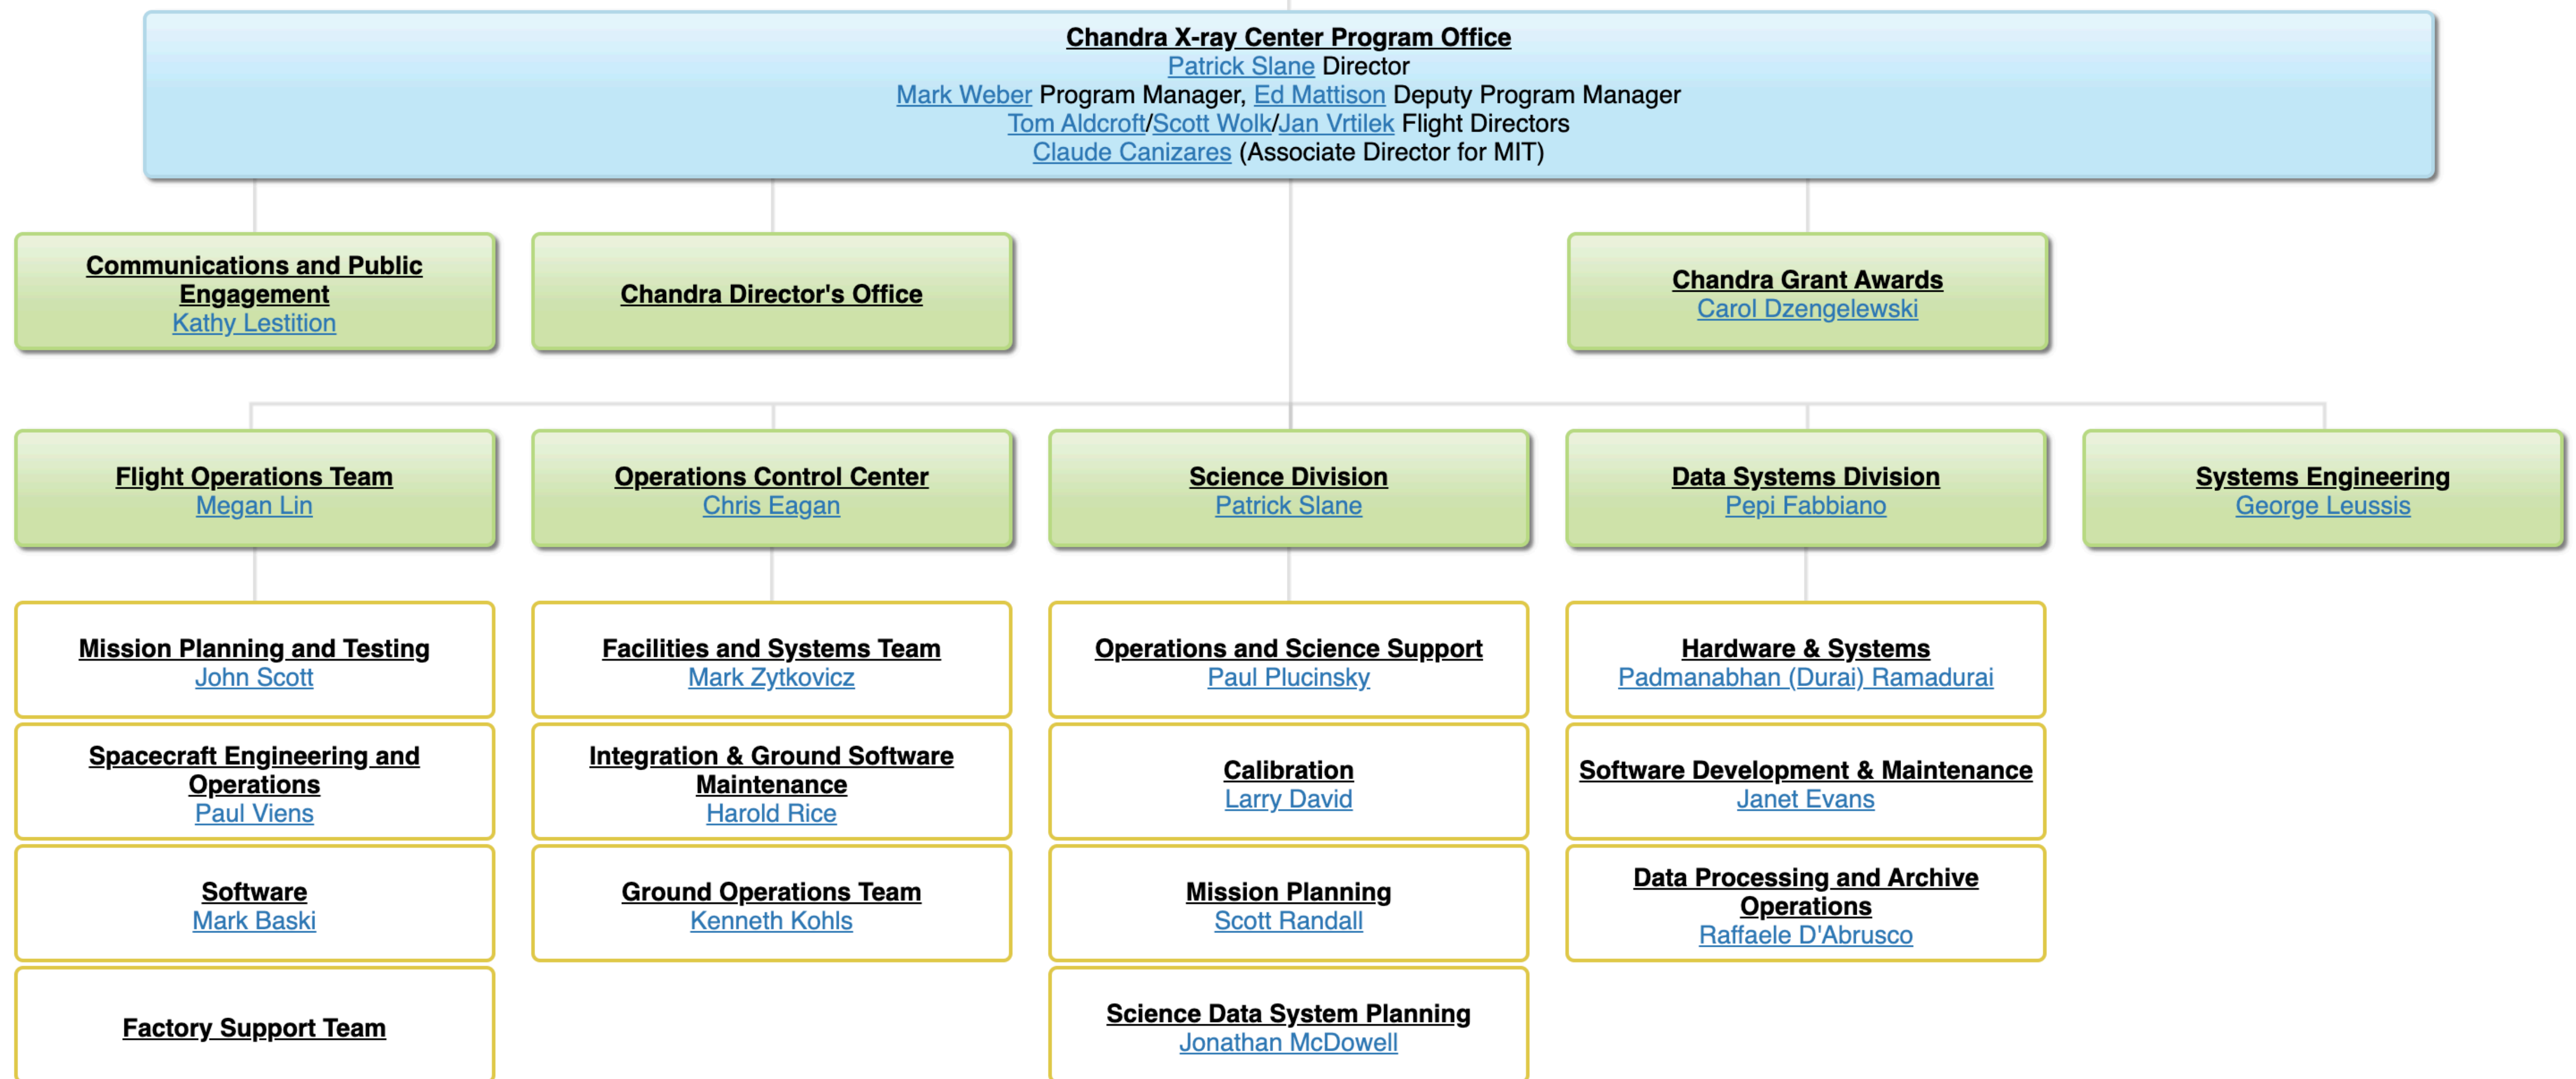 Chandra X-ray Center Program Office
Patrick Slane Director
Mark Weber Program Manager, Ed Mattison Deputy Program Manager
Tom Aldcroft/Scott Wolk/Jan Vrtilek Flight Directors
Claude Canizares (Associate Director for MIT)
Communications and Public
Engagement
Kathy Lestition
Chandra Director's Office
Chandra Grant Awards
Carol Dzengelewski
Flight Operations Team
Megan Lin
Operations Control Center
Chris Eagan
Science Division
Patrick Slane
Data Systems Division
Pepi Fabbiano
Systems Engineering
George Leussis
Mission Planning and Testing
John Scott
Facilities and Systems Team
Mark Zytkovicz
Operations and Science Support
Paul Plucinsky
Hardware & Systems
Padmanabhan (Durai) Ramadurai
Spacecraft Engineering and
Operations
Paul Viens
Integration & Ground Software
Maintenance
Harold Rice
Calibration
Larry David
Software Development & Maintenance
Janet Evans
Software
Mark Baski
Ground Operations Team
Kenneth Kohls
Mission Planning
Scott Randall
Data Processing and Archive
Operations
Raffaele D'Abrusco
Factory Support Team
Science Data System Planning
Jonathan McDowell